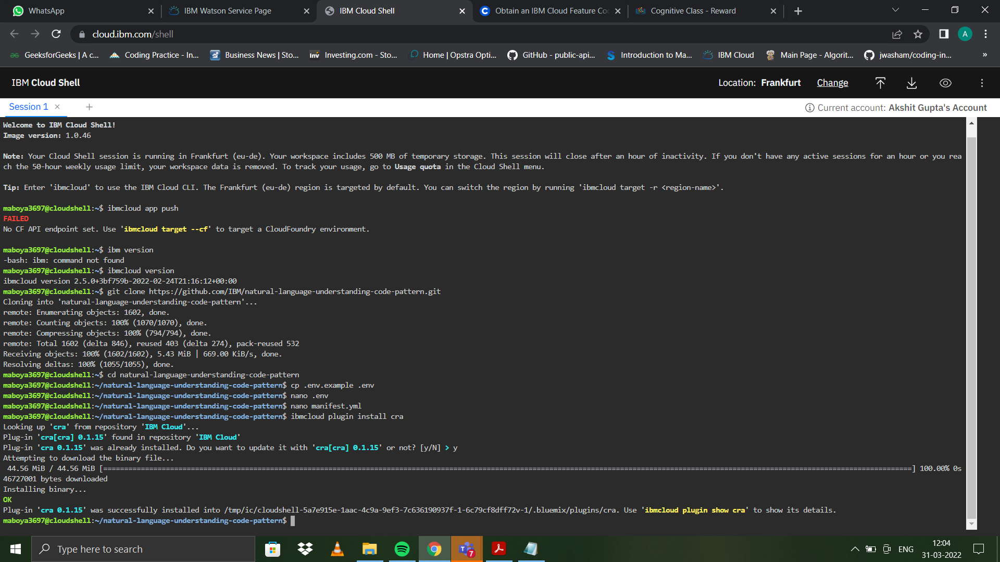 WhatsApp
IBM Watson Service Page
IBM Cloud Shell
Obtain an IBM Cloud Feature Co
Cognitive Class - Reward
cloud.ibm.com/shell
A
GeeksforGeeks | A c...
Coding Practice - In...
Business News | Sto...
Inv
Investing.com - Sto...
Home | Opstra Opti...
GitHub - public-api...
Introduction to Ma...
IBM Cloud
Main Page - Algorit...
jwasham/coding-in...
»
IBM Cloud Shell
Location: Frankfurt
Change
Session 1
Current account: Akshit Gupta's Account
Welcome to IBM Cloud Shell!
Image version: 1.0.46
Note: Your Cloud Shell session is running in Frankfurt (eu-de). Your workspace includes 500 MB of temporary storage. This session will close after an hour of inactivity. If you don't have any active sessions for an hour or you rea
ch the 50-hour weekly usage limit, your workspace data is removed. To track your usage, go to Usage quota in the Cloud Shell menu.
Tip: Enter 'ibmcloud' to use the IBM Cloud CLI. The Frankfurt (eu-de) region is targeted by default. You can switch the region by running 'ibmcloud target -r <region-name>'.
maboya3697@cloudshell:~$ ibmcloud app push
FAILED
No CF API endpoint set. Use 'ibmcloud target --cf' to target a CloudFoundry environment.
maboya3697@cloudshell:~$ ibm version
-bash: ibm: command not found
maboya3697@cloudshell:~$ ibmcloud version
ibmcloud version 2.5.0+3bf759b-2022-02-24T21:16:12+00:00
maboya3697@cloudshell:~$ git clone https://github.com/IBM/natural-language-understanding-code-pattern.git
Cloning into 'natural-language-understanding-code-pattern'...
remote: Enumerating objects: 1602, done.
remote: Counting objects: 100% (1070/1070), done.
remote: Compressing objects: 100% (794/794), done.
remote: Total 1602 (delta 846), reused 403 (delta 274), pack-reused 532
Receiving objects: 100% (1602/1602), 5.43 MiB | 669.00 KiB/s, done.
Resolving deltas: 100% (1055/1055), done.
maboya3697@cloudshell:~$ cd natural-language-understanding-code-pattern
maboya3697@cloudshell:~/natural-language-understanding-code-pattern$ cp .env.example .env
maboya3697@cloudshell:~/natural-language-understanding-code-pattern$ nano .env
maboya3697@cloudshell:~/natural-language-understanding-code-pattern$ nano manifest.yml
maboya3697@cloudshell:~/natural-language-understanding-code-pattern$ ibmcloud plugin install cra
Looking up 'cra' from repository 'IBM Cloud'...
Plug-in 'cra[cra] 0.1.15' found in repository 'IBM Cloud'
Plug-in 'cra 0.1.15' was already installed. Do you want to update it with 'cra[cra] 0.1.15' or not? [y/N] > y
Attempting to download the binary file...
44.56 MiB / 44.56 MiB [==========] 100.00% 0s
46727001 bytes downloaded
Installing binary...
OK
Plug-in 'cra 0.1.15' was successfully installed into /tmp/ic/cloudshell-5a7e915e-1aac-4c9a-9ef3-7c636190937f-1-6c79cf8dff72v-1/.bluemix/plugins/cra. Use 'ibmcloud plugin show cra' to show its details.
maboya3697@cloudshell:~/natural-language-understanding-code-pattern$
Type here to search
7
ENG
12:04
31-03-2022